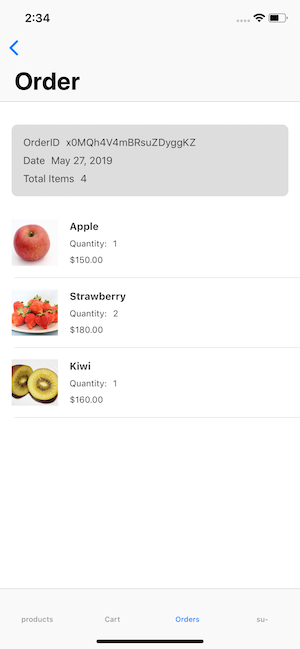 2:34
Order
OrderID x0MQh4V4mBRsuZDyggKZ
Date May 27, 2019
Total Items 4
Apple
Quantity: 1
$150.00
Strawberry
Quantity: 2
$180.00
Kiwi
Quantity: 1
$160.00
products Cart Orders su-